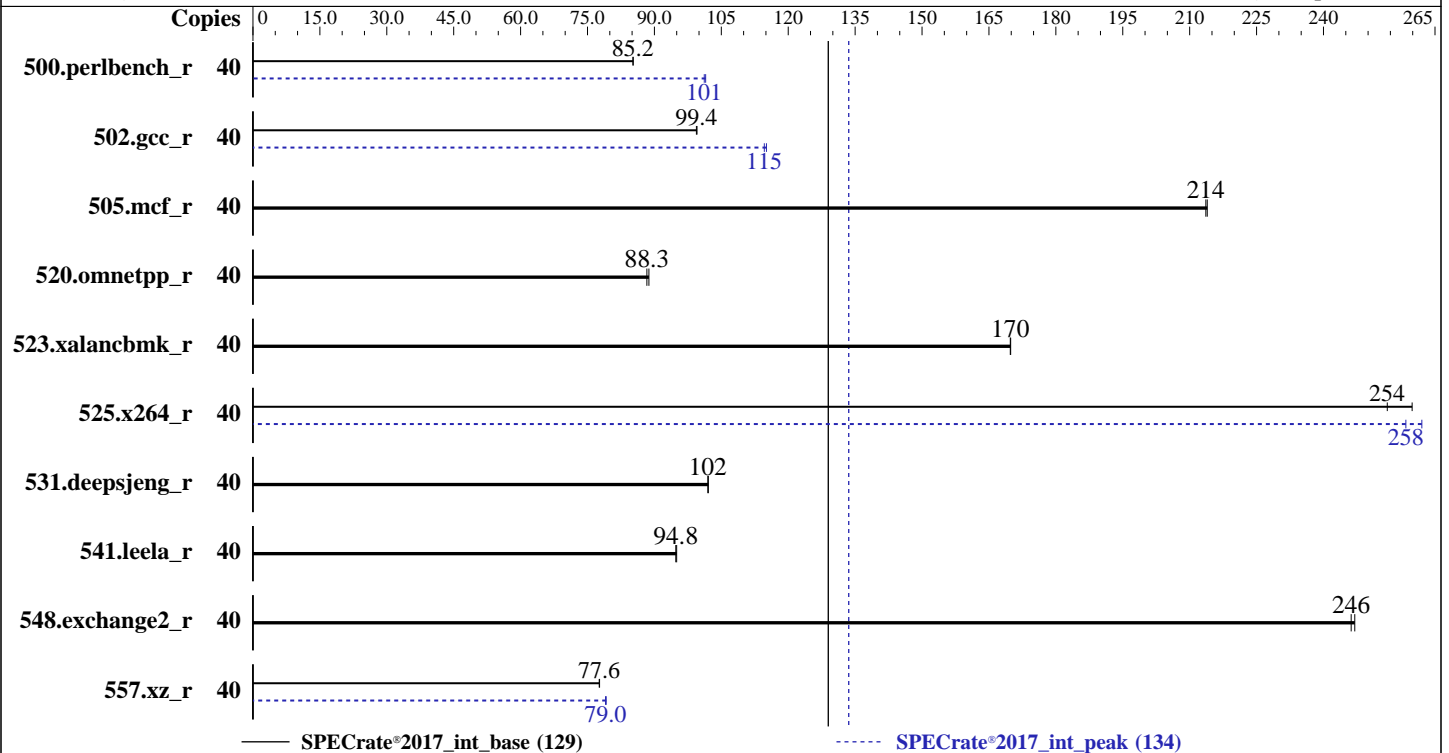 Copies 0 15.0 30.0 45.0 60.0 75.0 90.0 105 120 135 150 165 180 195 210 225 240 265
500.perlbench_r 40 85.2
101
502.gcc_r 40 99.4
115
505.mcf_r 40 214
520.omnetpp_r 40 88.3
523.xalancbmk_r 40 170
525.x264_r 40 254
258
531.deepsjeng_r 40 102
541.leela_r 40 94.8
548.exchange2_r 40 246
557.xz_r 40 77.6
79.0
SPECrate®2017_int_base (129) SPECrate®2017_int_peak (134)